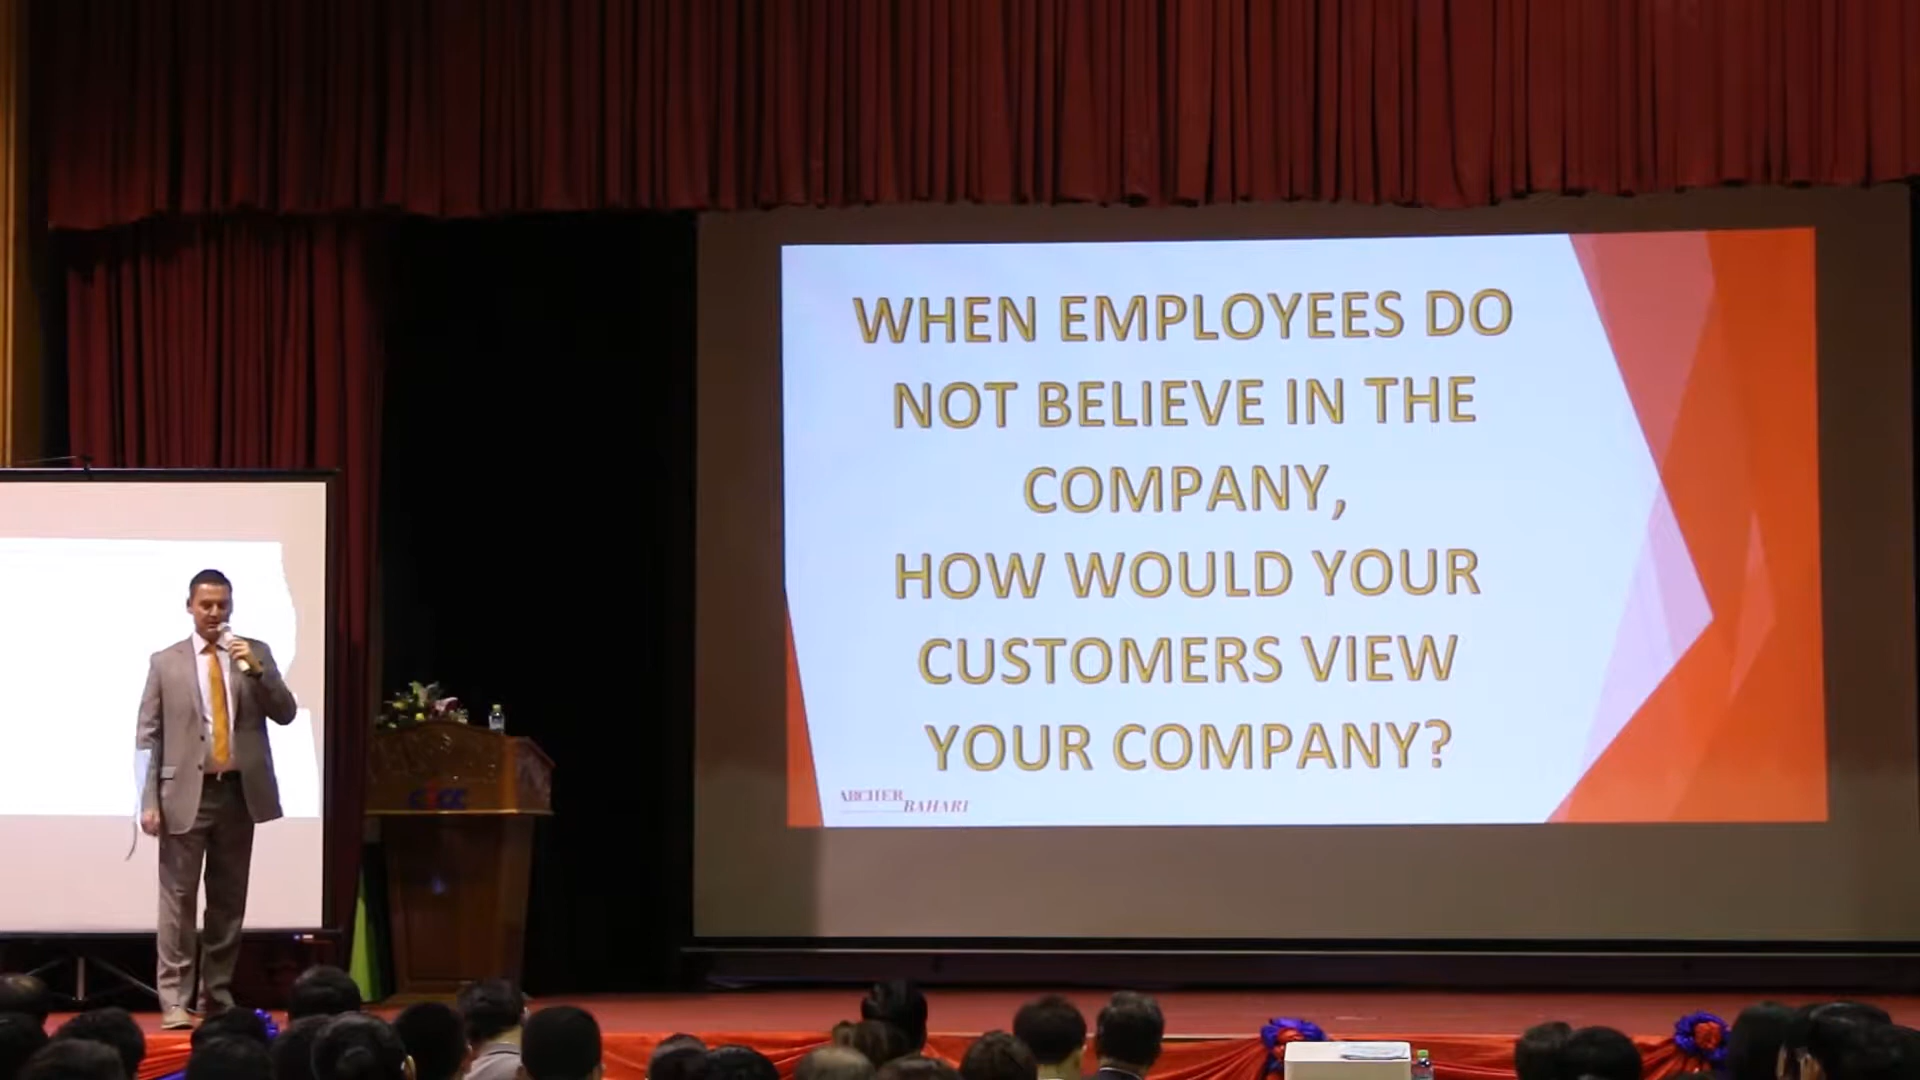 WHEN EMPLOYEES DO
NOT BELIEVE IN THE
COMPANY,
HOW WOULD YOUR
CUSTOMERS VIEW
YOUR COMPANY?
ARCHER
BAHARI